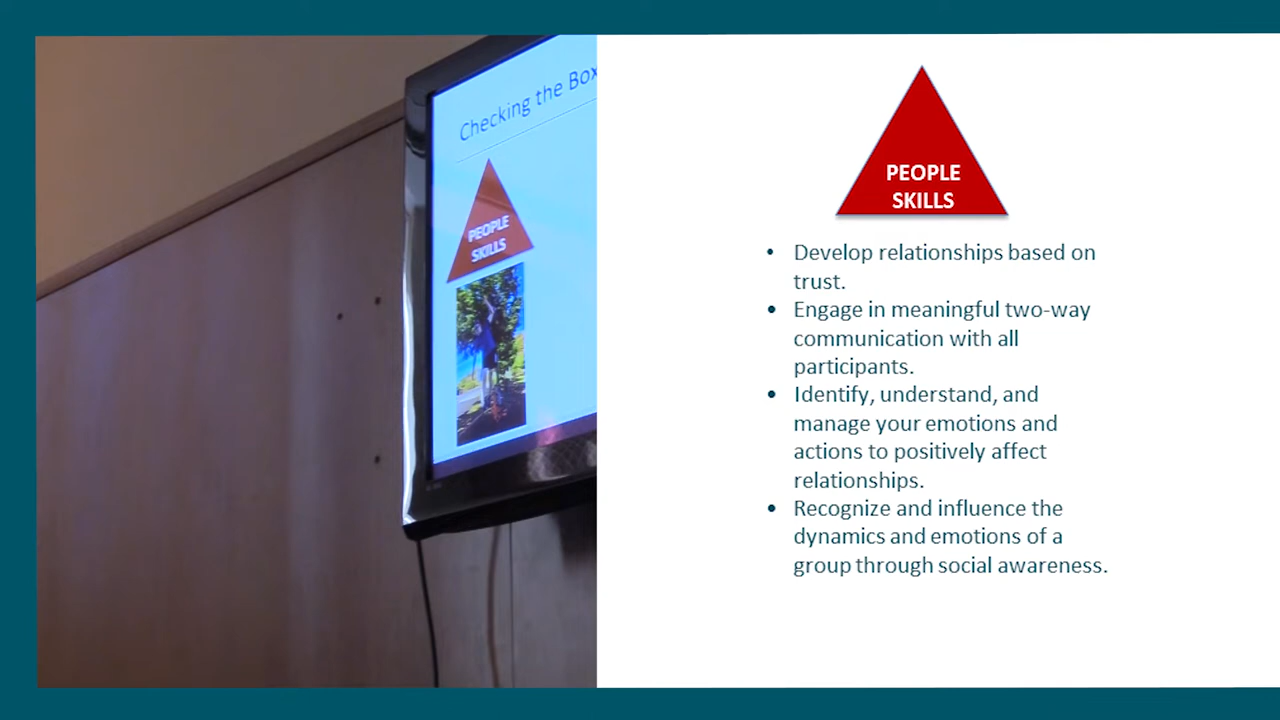 Checking the Box
PEOPLE
SKILLS
PEOPLE
SKILLS
• Develop relationships based on
trust.
• Engage in meaningful two-way
communication with all
participants.
• Identify, understand, and
manage your emotions and
actions to positively affect
relationships.
• Recognize and influence the
dynamics and emotions of a
group through social awareness.